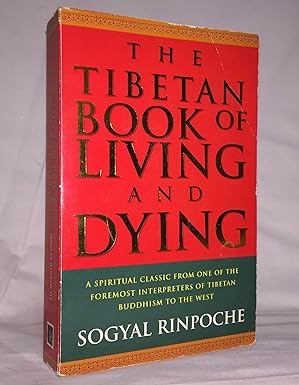 THE
TIBETAN
BOOK OF
LIVING
AND
DYING
A SPIRITUAL CLASSIC FROM ONE OF THE
FOREMOST INTERPRETERS OF TIBETAN
BUDDHISM TO THE WEST
SOGYAL RINPOCHE